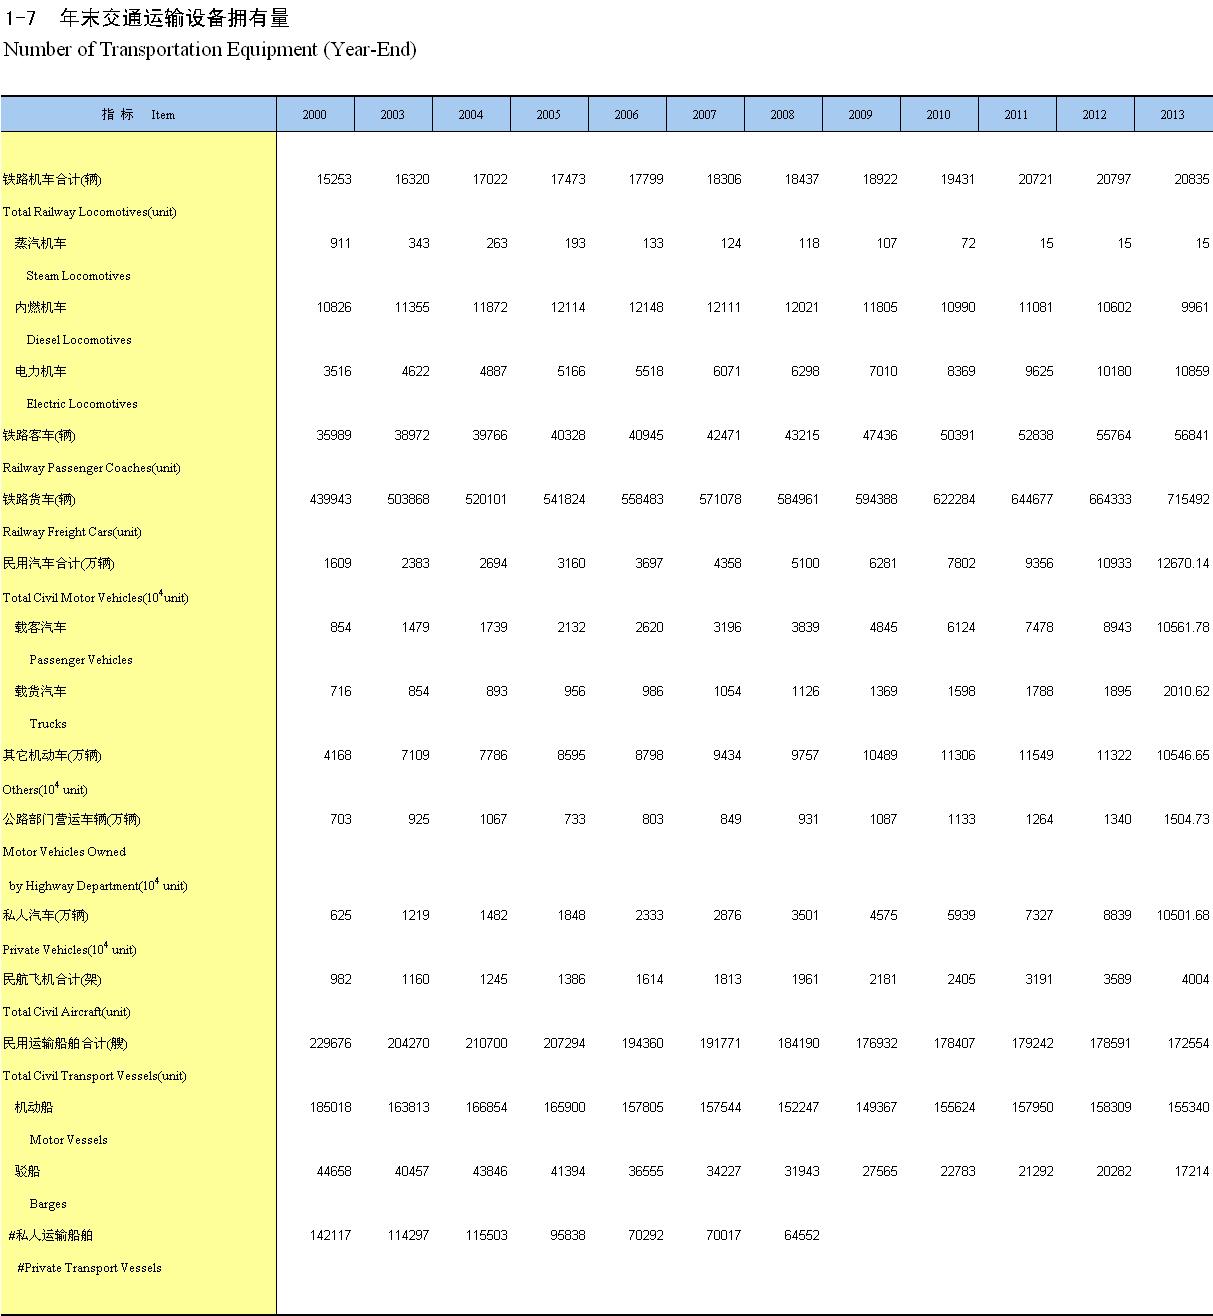 1-7 年末交通运输设备拥有量
Number of Transportation Equipment (Year-End)
指 标 Item 2000 2003 2004 2005 2006 2007 2008 2009 2010 2011 2012 2013
铁路机车合计(辆) 15253 16320 17022 17473 17799 18306 18437 18922 19431 20721 20797 20835
Total Railway Locomotives(unit)
蒸汽机车 911 343 263 193 133 124 118 107 72 15 15 15
Steam Locomotives
内燃机车 10826 11355 11872 12114 12148 12111 12021 11805 10990 11081 10602 9961
Diesel Locomotives
电力机车 3516 4622 4887 5166 5518 6071 6298 7010 8369 9625 10180 10859
Electric Locomotives
铁路客车(辆) 35989 38972 39766 40328 40945 42471 43215 47436 50391 52838 55764 56841
Railway Passenger Coaches(unit)
铁路货车(辆) 439943 503868 520101 541824 558483 571078 584961 594388 622284 644677 664333 715492
Railway Freight Cars(unit)
民用汽车合计(万辆) 1609 2383 2694 3160 3697 4358 5100 6281 7802 9356 10933 12670.14
Total Civil Motor Vehicles(10⁴unit)
载客汽车 854 1479 1739 2132 2620 3196 3839 4845 6124 7478 8943 10561.78
Passenger Vehicles
载货汽车 716 854 893 956 986 1054 1126 1369 1598 1788 1895 2010.62
Trucks
其它机动车(万辆) 4168 7109 7786 8595 8798 9434 9757 10489 11306 11549 11322 10546.65
Others(10⁴ unit)
公路部门营运车辆(万辆) 703 925 1067 733 803 849 931 1087 1133 1264 1340 1504.73
Motor Vehicles Owned
by Highway Department(10⁴ unit)
私人汽车(万辆) 625 1219 1482 1848 2333 2876 3501 4575 5939 7327 8839 10501.68
Private Vehicles(10⁴ unit)
民航飞机合计(架) 982 1160 1245 1386 1614 1813 1961 2181 2405 3191 3589 4004
Total Civil Aircraft(unit)
民用运输船舶合计(艘) 229676 204270 210700 207294 194360 191771 184190 176932 178407 179242 178591 172554
Total Civil Transport Vessels(unit)
机动船 185018 163813 166854 165900 157805 157544 152247 149367 155624 157950 158309 155340
Motor Vessels
驳船 44658 40457 43846 41394 36555 34227 31943 27565 22783 21292 20282 17214
Barges
#私人运输船舶 142117 114297 115503 95838 70292 70017 64552
#Private Transport Vessels